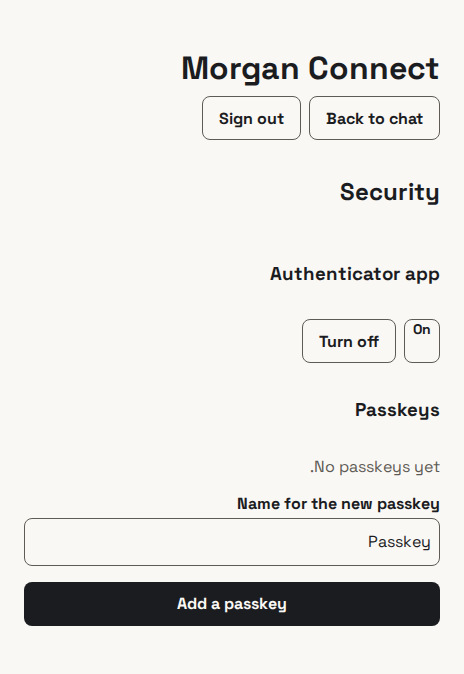 Morgan Connect
Back to chat
Sign out
Security
Authenticator app
On
Turn off
Passkeys
.No passkeys yet
Name for the new passkey
Passkey
Add a passkey